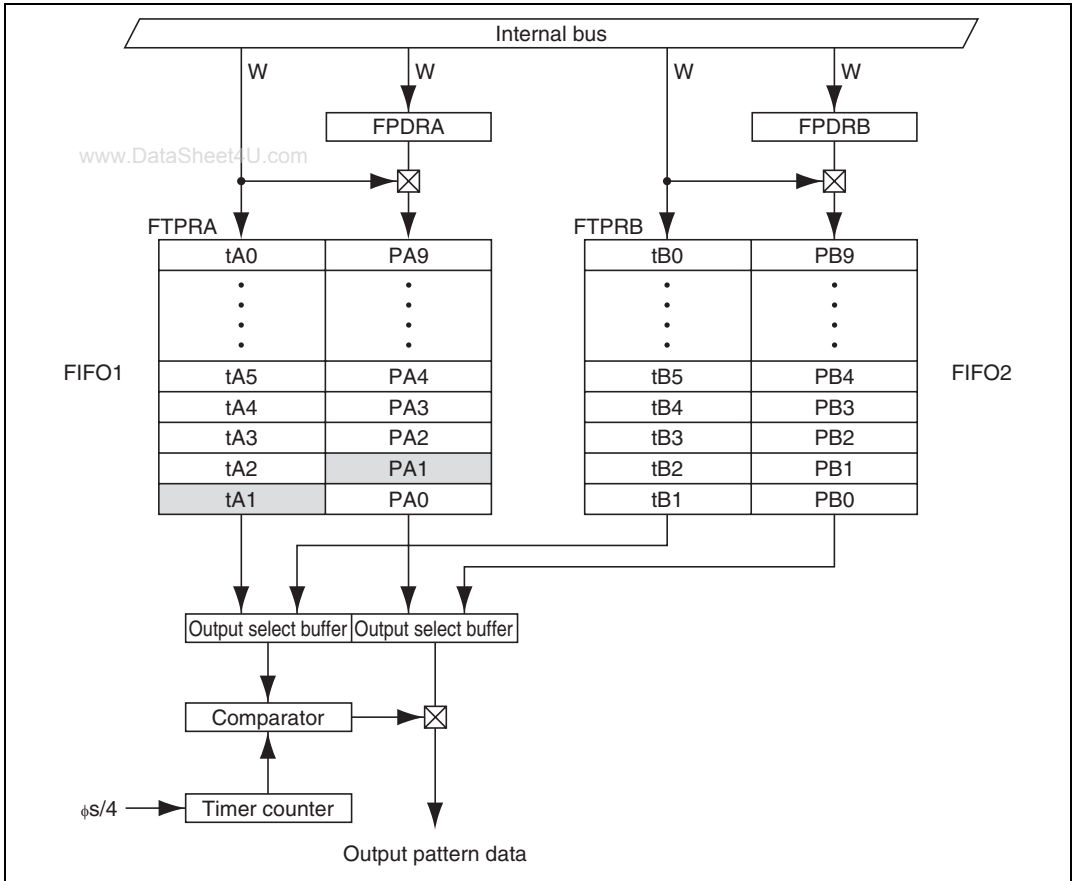 Internal bus
W W W W
FPDRA FPDRB
www.DataSheet4U.com
FTPRA FTPRB
tA0 PA9 tB0 PB9
tA5 PA4 tB5 PB4
FIFO1 FIFO2
tA4 PA3 tB4 PB3
tA3 PA2 tB3 PB2
tA2 PA1 tB2 PB1
tA1 PA0 tB1 PB0
Output select buffer Output select buffer
Comparator
ϕs/4 Timer counter
Output pattern data